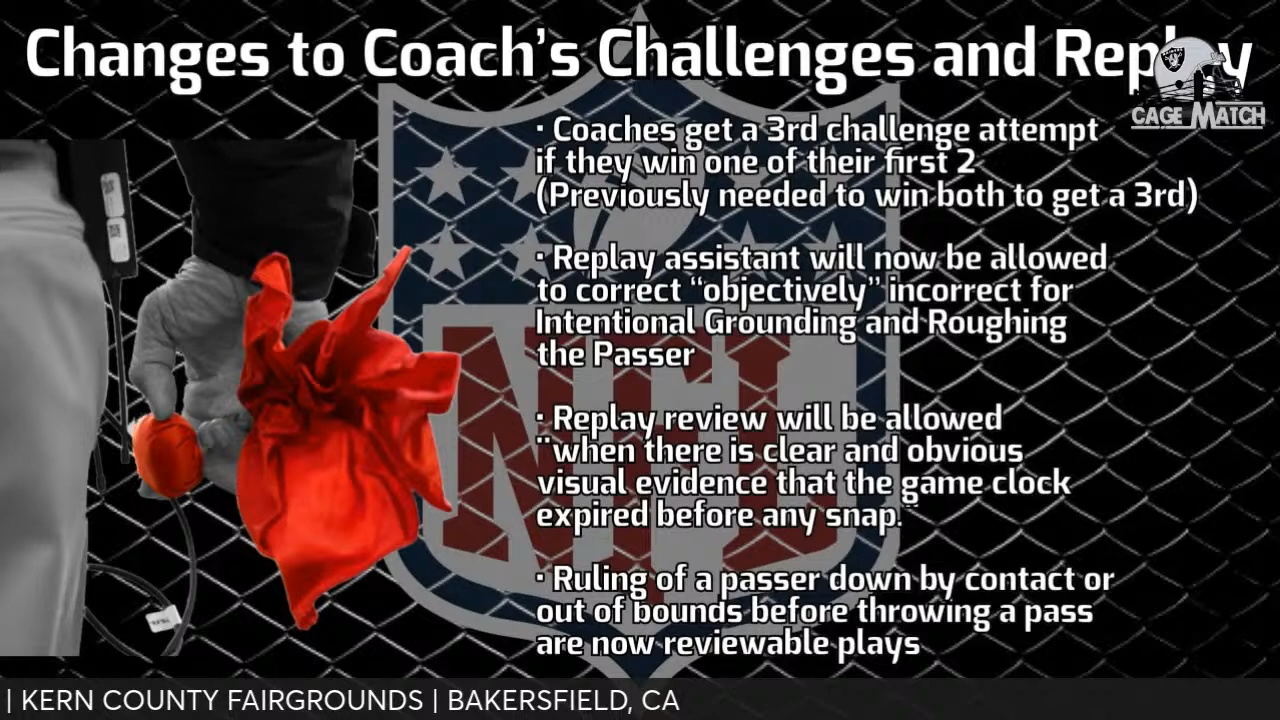 Changes to Coach's Challenges and Replay
CAGE MATCH
· Coaches get a 3rd challenge attempt
if they win one of their first 2
(Previously needed to win both to get a 3rd)
· Replay assistant will now be allowed
to correct “objectively” incorrect for
Intentional Grounding and Roughing
the Passer
· Replay review will be allowed
"when there is clear and obvious
visual evidence that the game clock
expired before any snap."
· Ruling of a passer down by contact or
out of bounds before throwing a pass
are now reviewable plays
NFL
| KERN COUNTY FAIRGROUNDS | BAKERSFIELD, CA